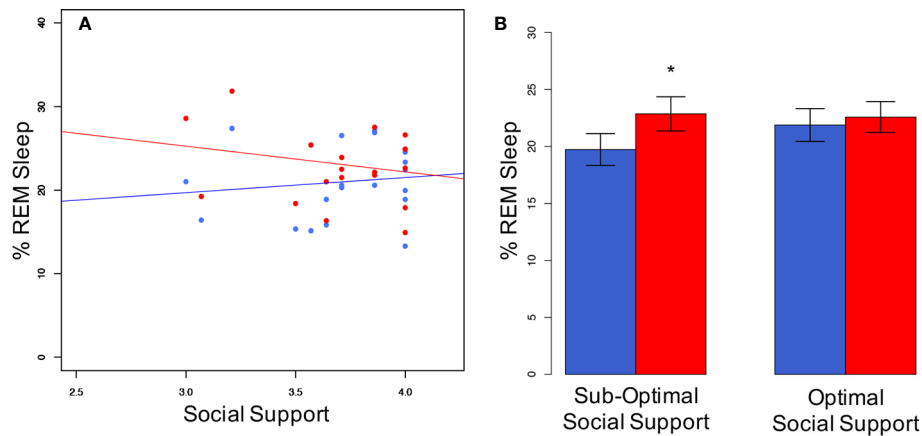 A
% REM Sleep
40
30
20
10
0
2.5 3.0 3.5 4.0
Social Support
B
% REM Sleep
30
25
20
15
10
5
0
*
Sub-Optimal
Social Support
Optimal
Social Support